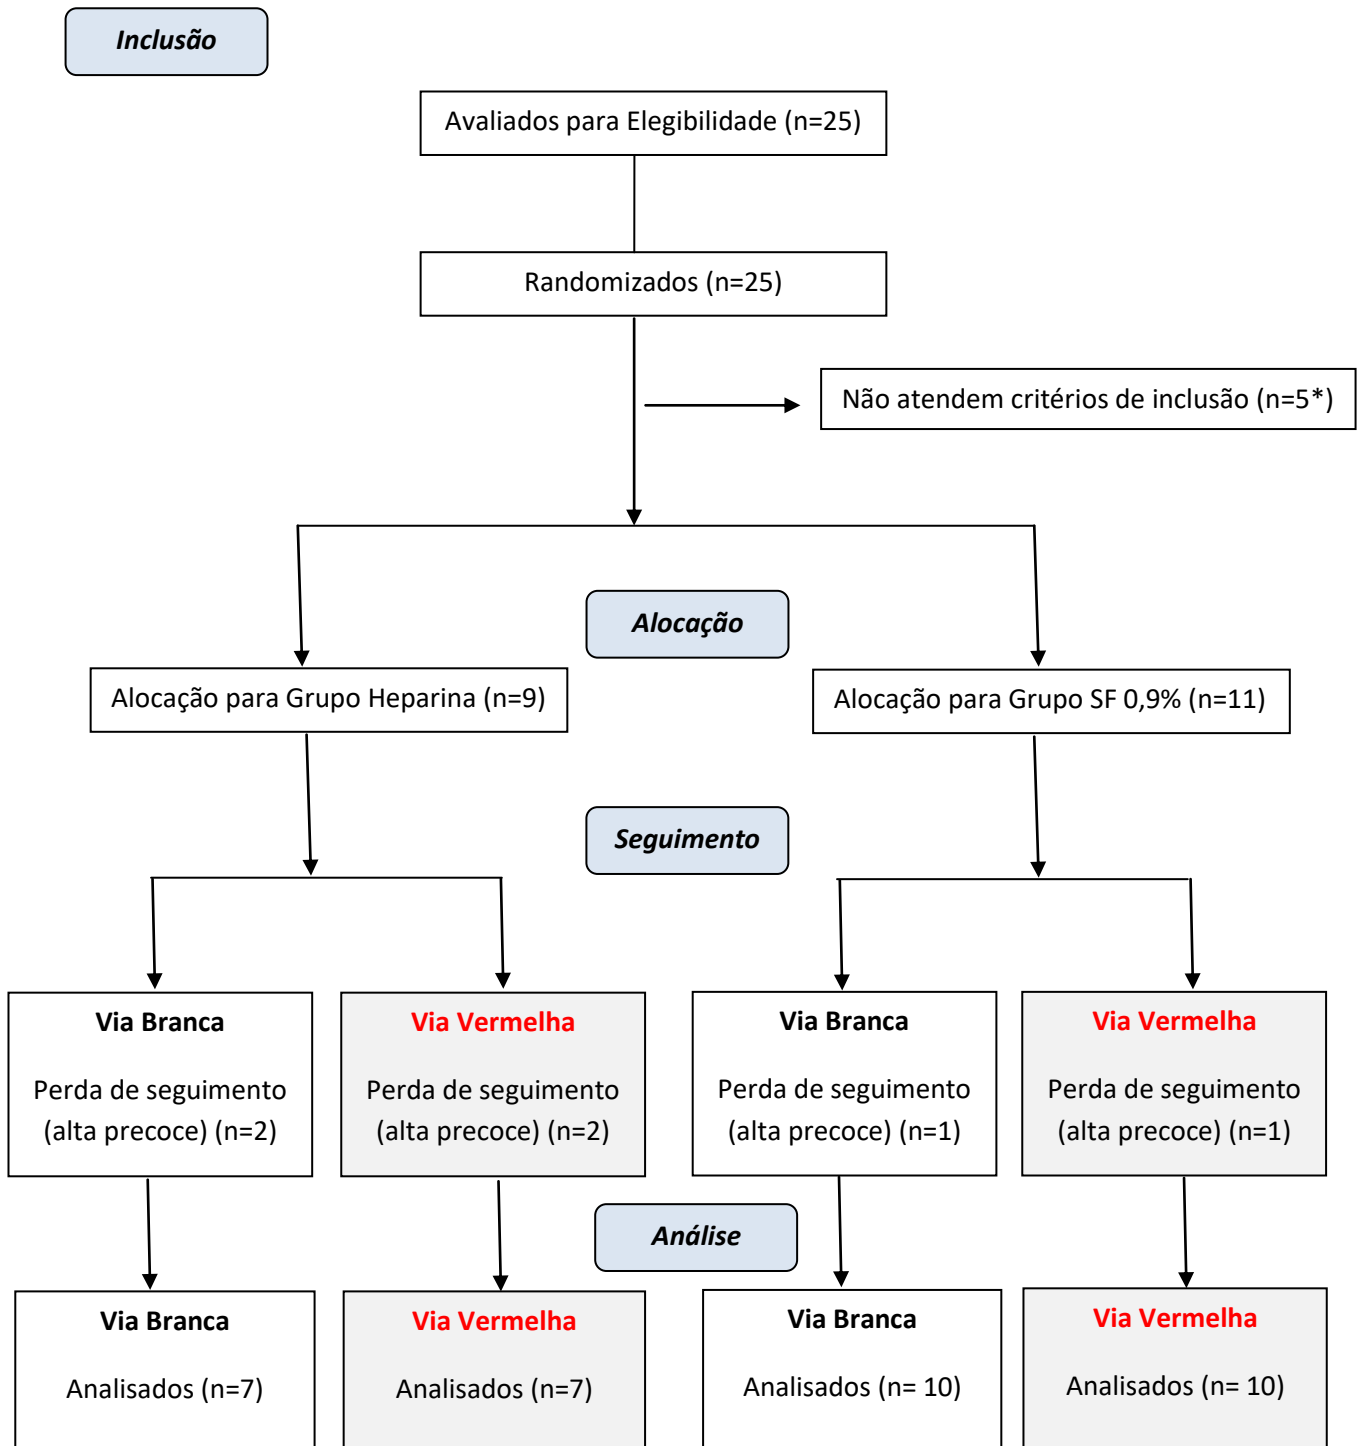 Inclusão
Avaliados para Elegibilidade (n=25)
Randomizados (n=25)
Não atendem critérios de inclusão (n=5*)
Alocação
Alocação para Grupo Heparina (n=9)
Alocação para Grupo SF 0,9% (n=11)
Seguimento
Via Branca
Perda de seguimento
(alta precoce) (n=2)
Via Vermelha
Perda de seguimento
(alta precoce) (n=2)
Via Branca
Perda de seguimento
(alta precoce) (n=1)
Via Vermelha
Perda de seguimento
(alta precoce) (n=1)
Análise
Via Branca
Analisados (n=7)
Via Vermelha
Analisados (n=7)
Via Branca
Analisados (n= 10)
Via Vermelha
Analisados (n= 10)